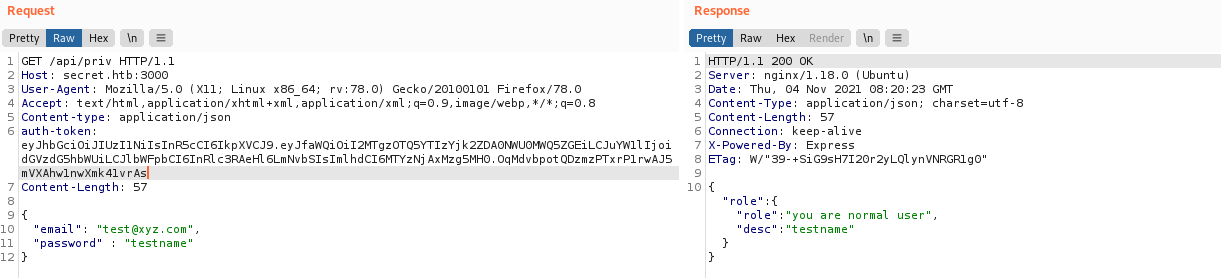 Request
Pretty Raw Hex \n ≡
1 GET /api/priv HTTP/1.1
2 Host: secret.htb:3000
3 User-Agent: Mozilla/5.0 (X11; Linux x86_64; rv:78.0) Gecko/20100101 Firefox/78.0
4 Accept: text/html,application/xhtml+xml,application/xml;q=0.9,image/webp,*/*;q=0.8
5 Content-type: application/json
6 auth-token:
eyJhbGciOiJIUzI1NiIsInR5cCI6IkpXVCJ9.eyJfaWQiOiI2MTgzOTQ5YTIzYjk2ZDA0NWU0MWQ5ZGEiLCJuYW1lIjoi
dGVzdG5hbWUiLCJlbWFpbCI6InRlc3RAeHl6LmNvbSIsImlhdCI6MTYzNjAxMzg5MH0.OqMdvbpotQDzmzPTxrP1rwAJ5
mVXAhw1nwXmk41vrAs
7 Content-Length: 57
8
9 {
10 "email": "test@xyz.com",
11 "password" : "testname"
12 }
Response
Pretty Raw Hex Render \n ≡
1 HTTP/1.1 200 OK
2 Server: nginx/1.18.0 (Ubuntu)
3 Date: Thu, 04 Nov 2021 08:20:23 GMT
4 Content-Type: application/json; charset=utf-8
5 Content-Length: 57
6 Connection: keep-alive
7 X-Powered-By: Express
8 ETag: W/"39-+SiG9sH7I20r2yLQlynVNRGR1g0"
9
10 {
"role":{
"role":"you are normal user",
"desc":"testname"
}
}